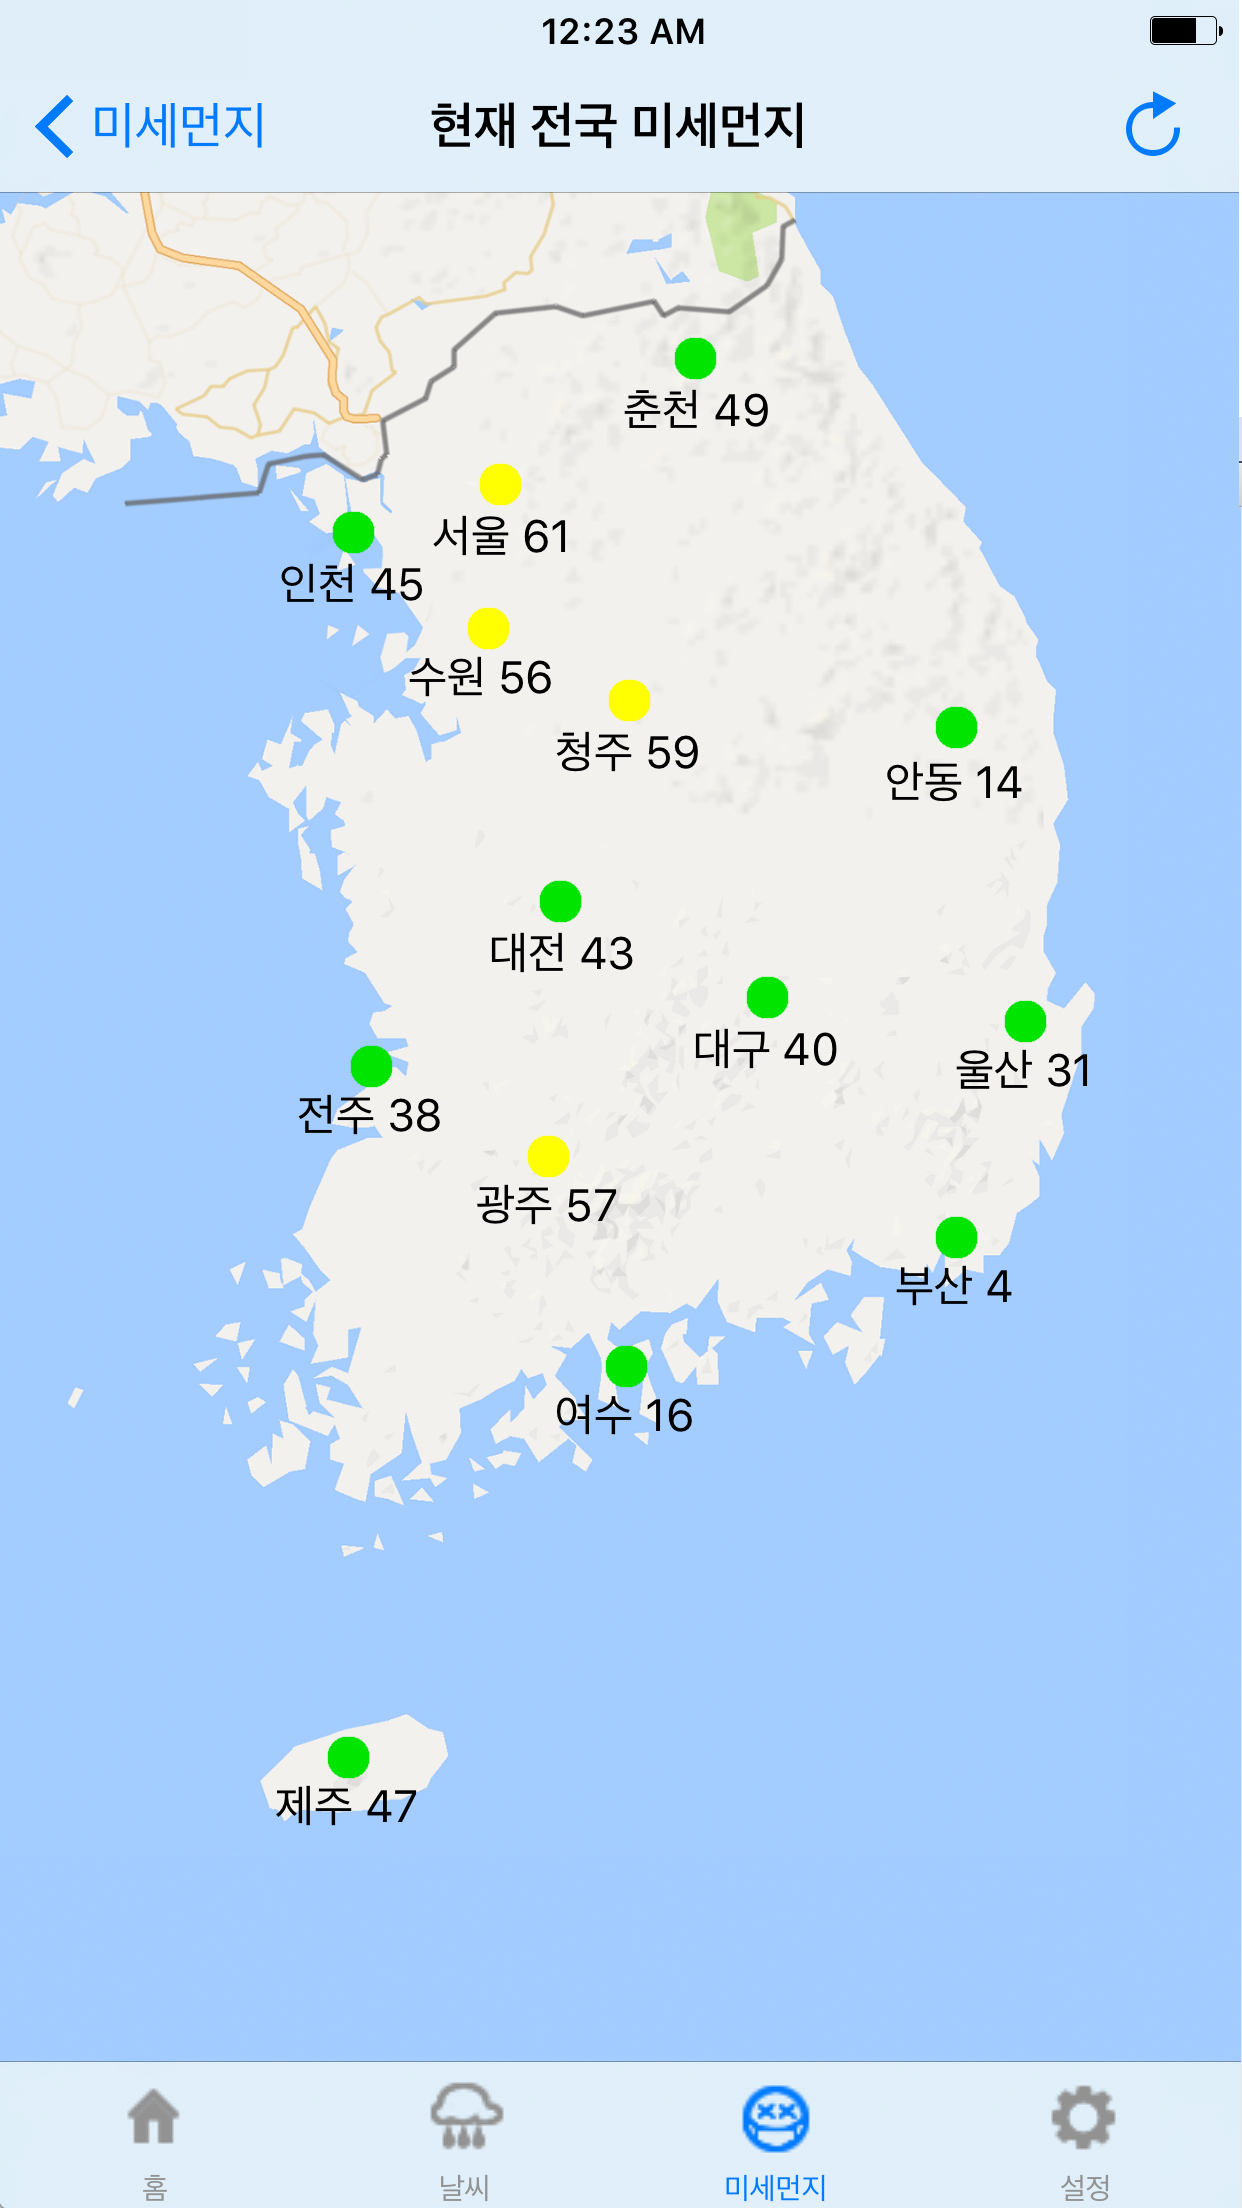 12:23 AM
미세먼지
현재 전국 미세먼지
춘천 49
서울 61
인천 45
수원 56
청주 59
안동 14
대전 43
대구 40
울산 31
전주 38
광주 57
부산 4
여수 16
제주 47
홈
날씨
미세먼지
설정